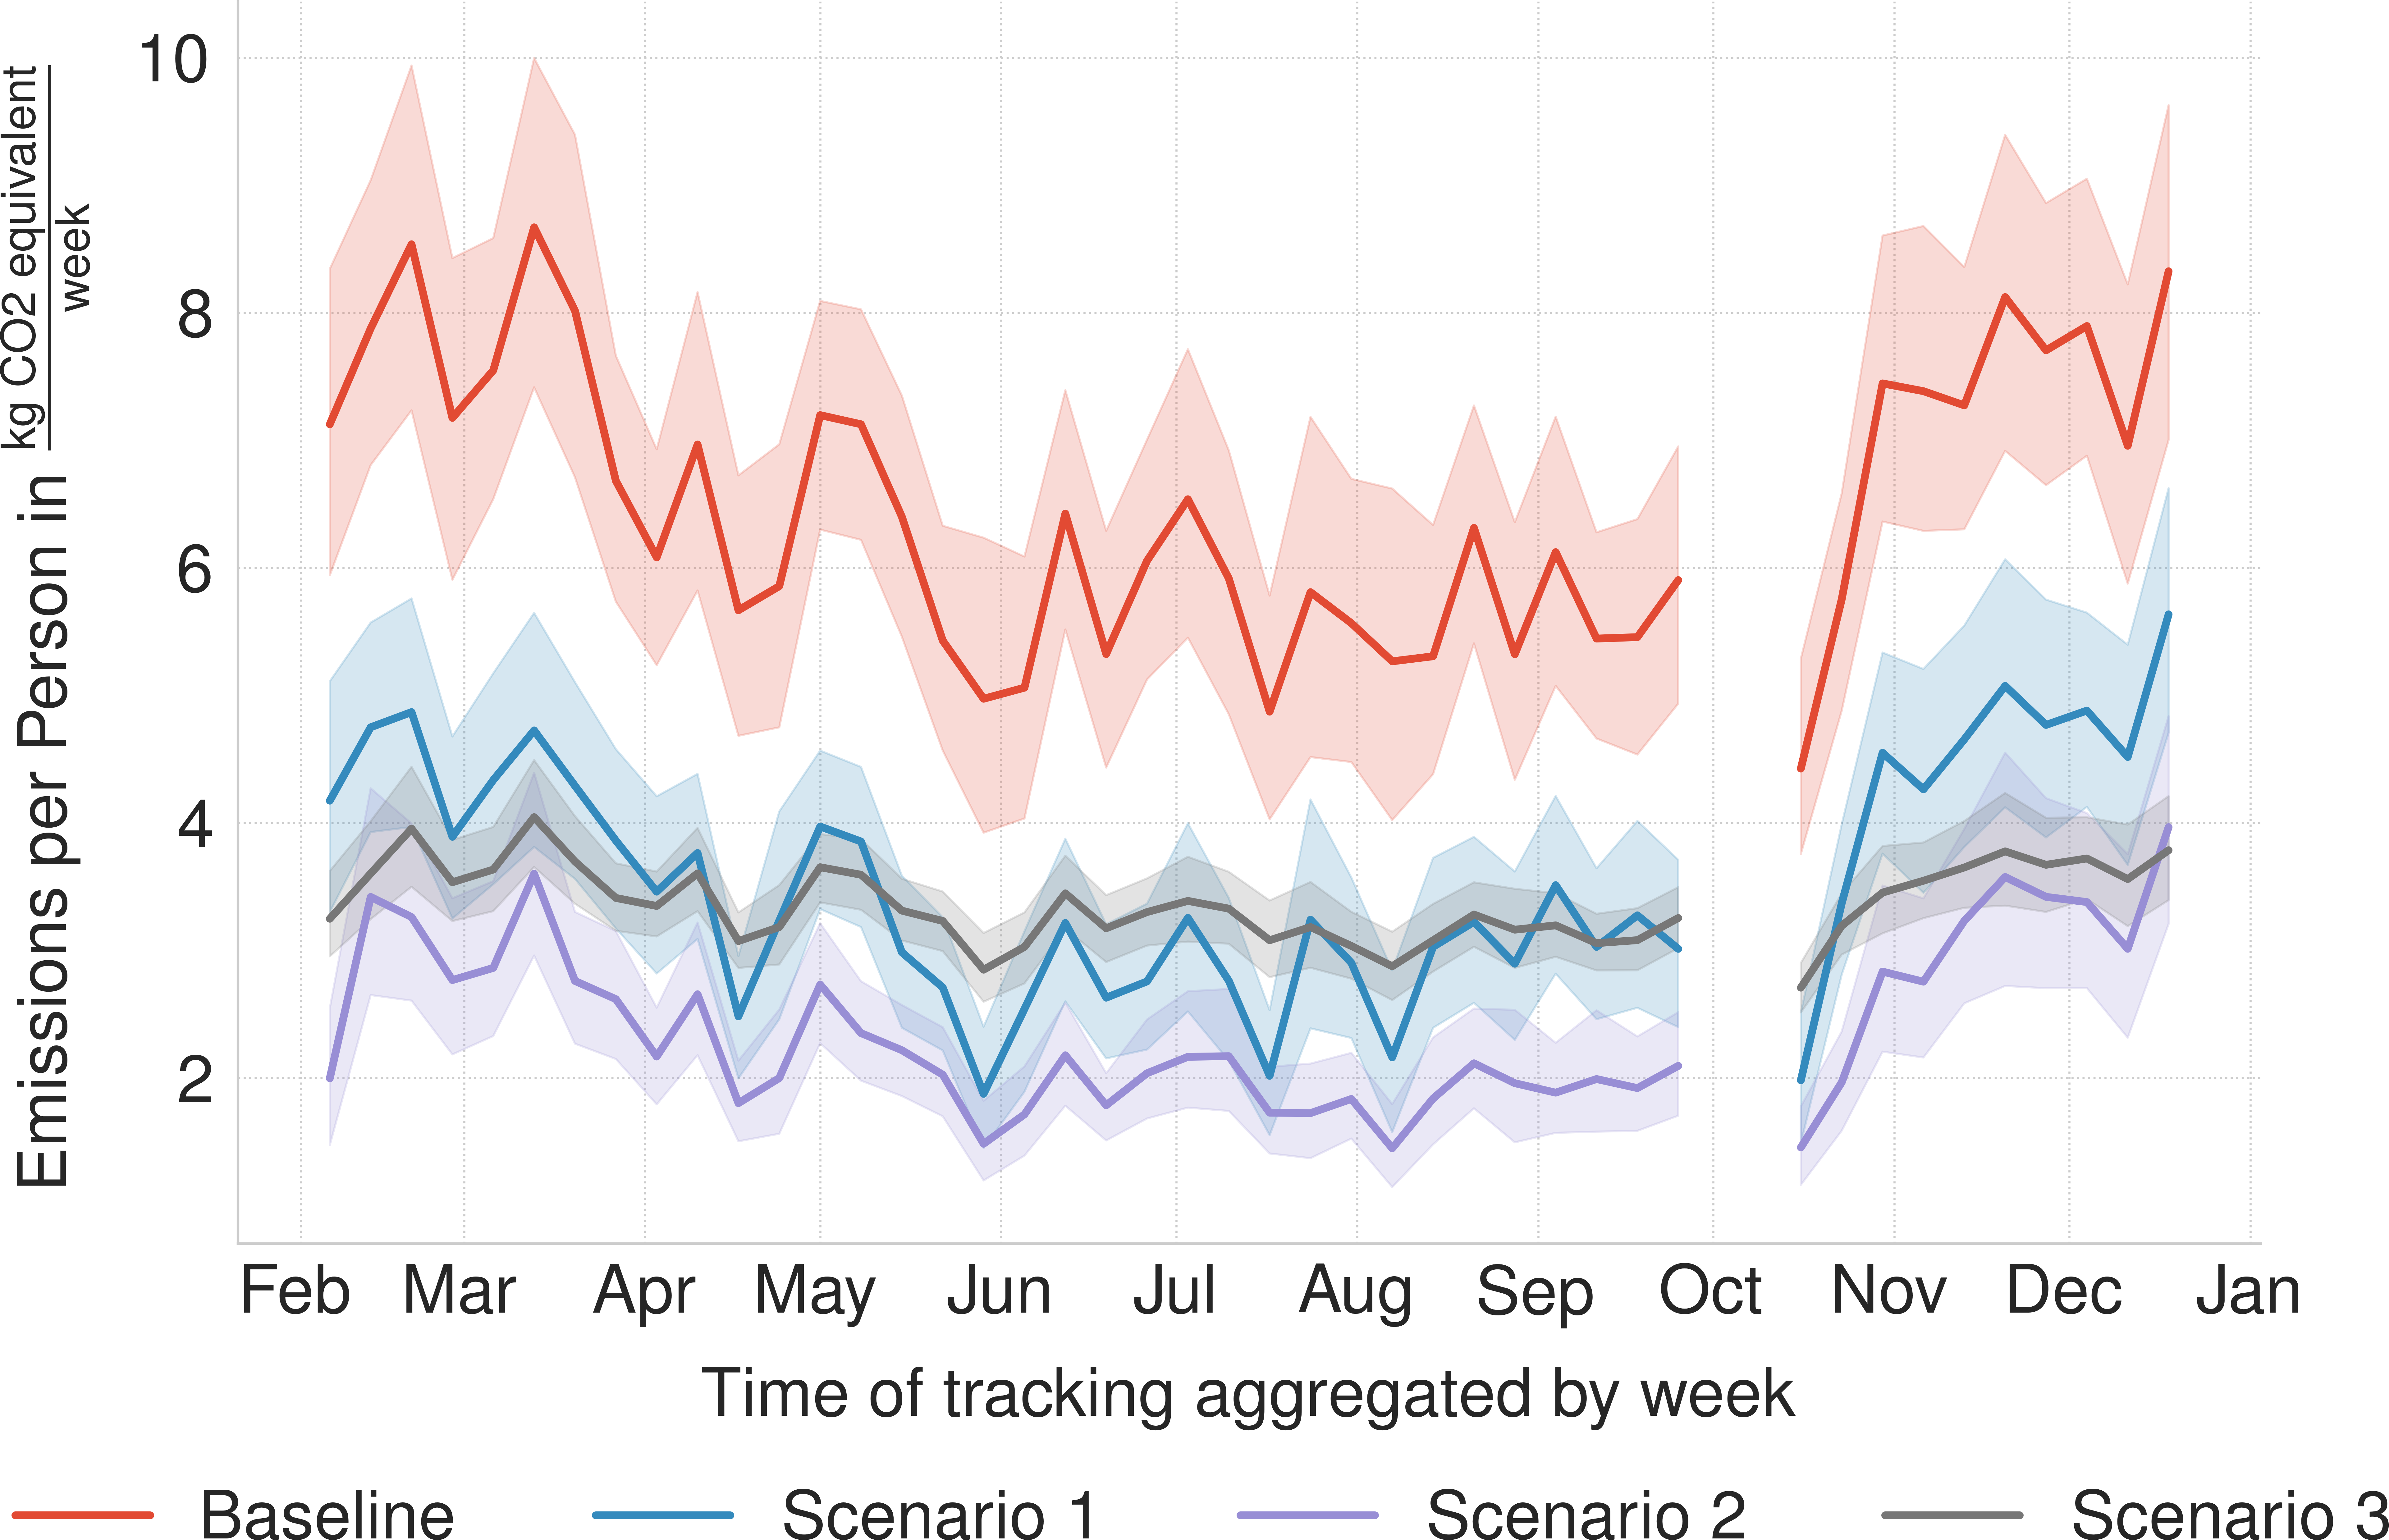 Emissions per Person in kg CO2 equivalent
week
10
8
6
4
2
Feb Mar Apr May Jun Jul Aug Sep Oct Nov Dec Jan
Time of tracking aggregated by week
Baseline Scenario 1 Scenario 2 Scenario 3